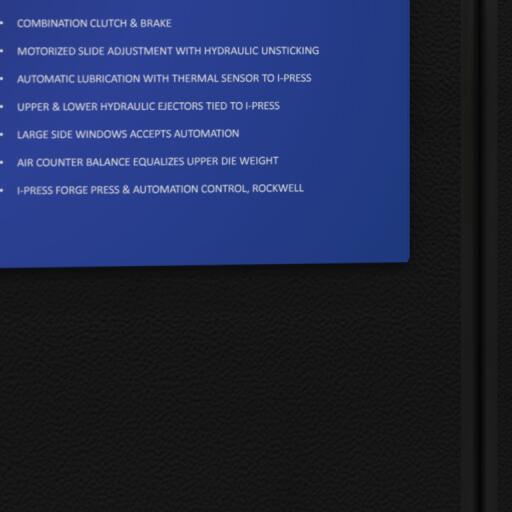 • COMBINATION CLUTCH & BRAKE
• MOTORIZED SLIDE ADJUSTMENT WITH HYDRAULIC UNSTICKING
• AUTOMATIC LUBRICATION WITH THERMAL SENSOR TO I-PRESS
• UPPER & LOWER HYDRAULIC EJECTORS TIED TO I-PRESS
• LARGE SIDE WINDOWS ACCEPTS AUTOMATION
• AIR COUNTER BALANCE EQUALIZES UPPER DIE WEIGHT
• I-PRESS FORGE PRESS & AUTOMATION CONTROL, ROCKWELL